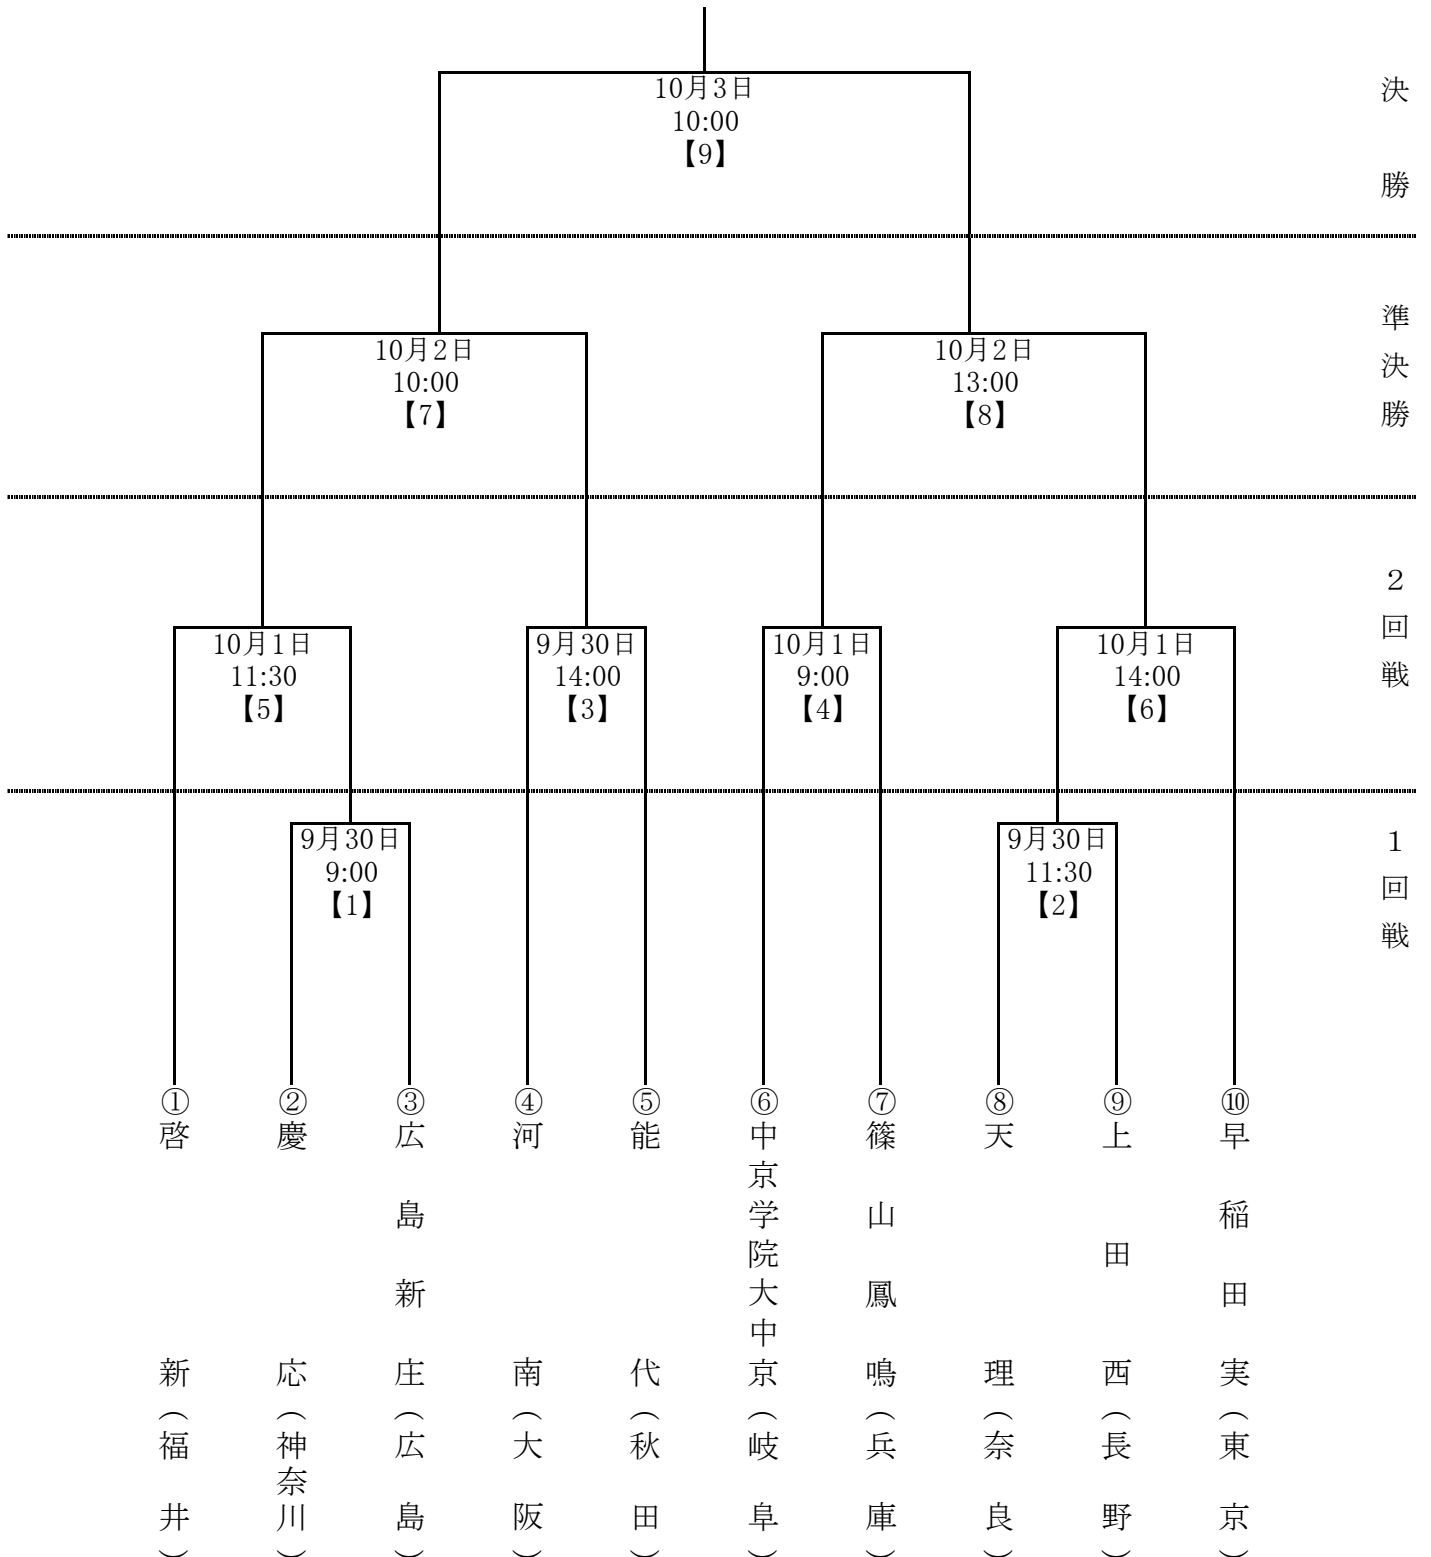 10月3日
10:00
【9】
決勝
10月2日
10:00
【7】
10月2日
13:00
【8】
準決勝
10月1日
11:30
【5】
9月30日
14:00
【3】
10月1日
9:00
【4】
10月1日
14:00
【6】
２回戦
9月30日
9:00
【1】
9月30日
11:30
【2】
１回戦
①啓新（福井）
②慶応（神奈川）
③広島新庄（広島）
④河南（大阪）
⑤能代（秋田）
⑥中京学院大中京（岐阜）
⑦篠山鳳鳴（兵庫）
⑧天理（奈良）
⑨上田西（長野）
⑩早稲田実（東京）